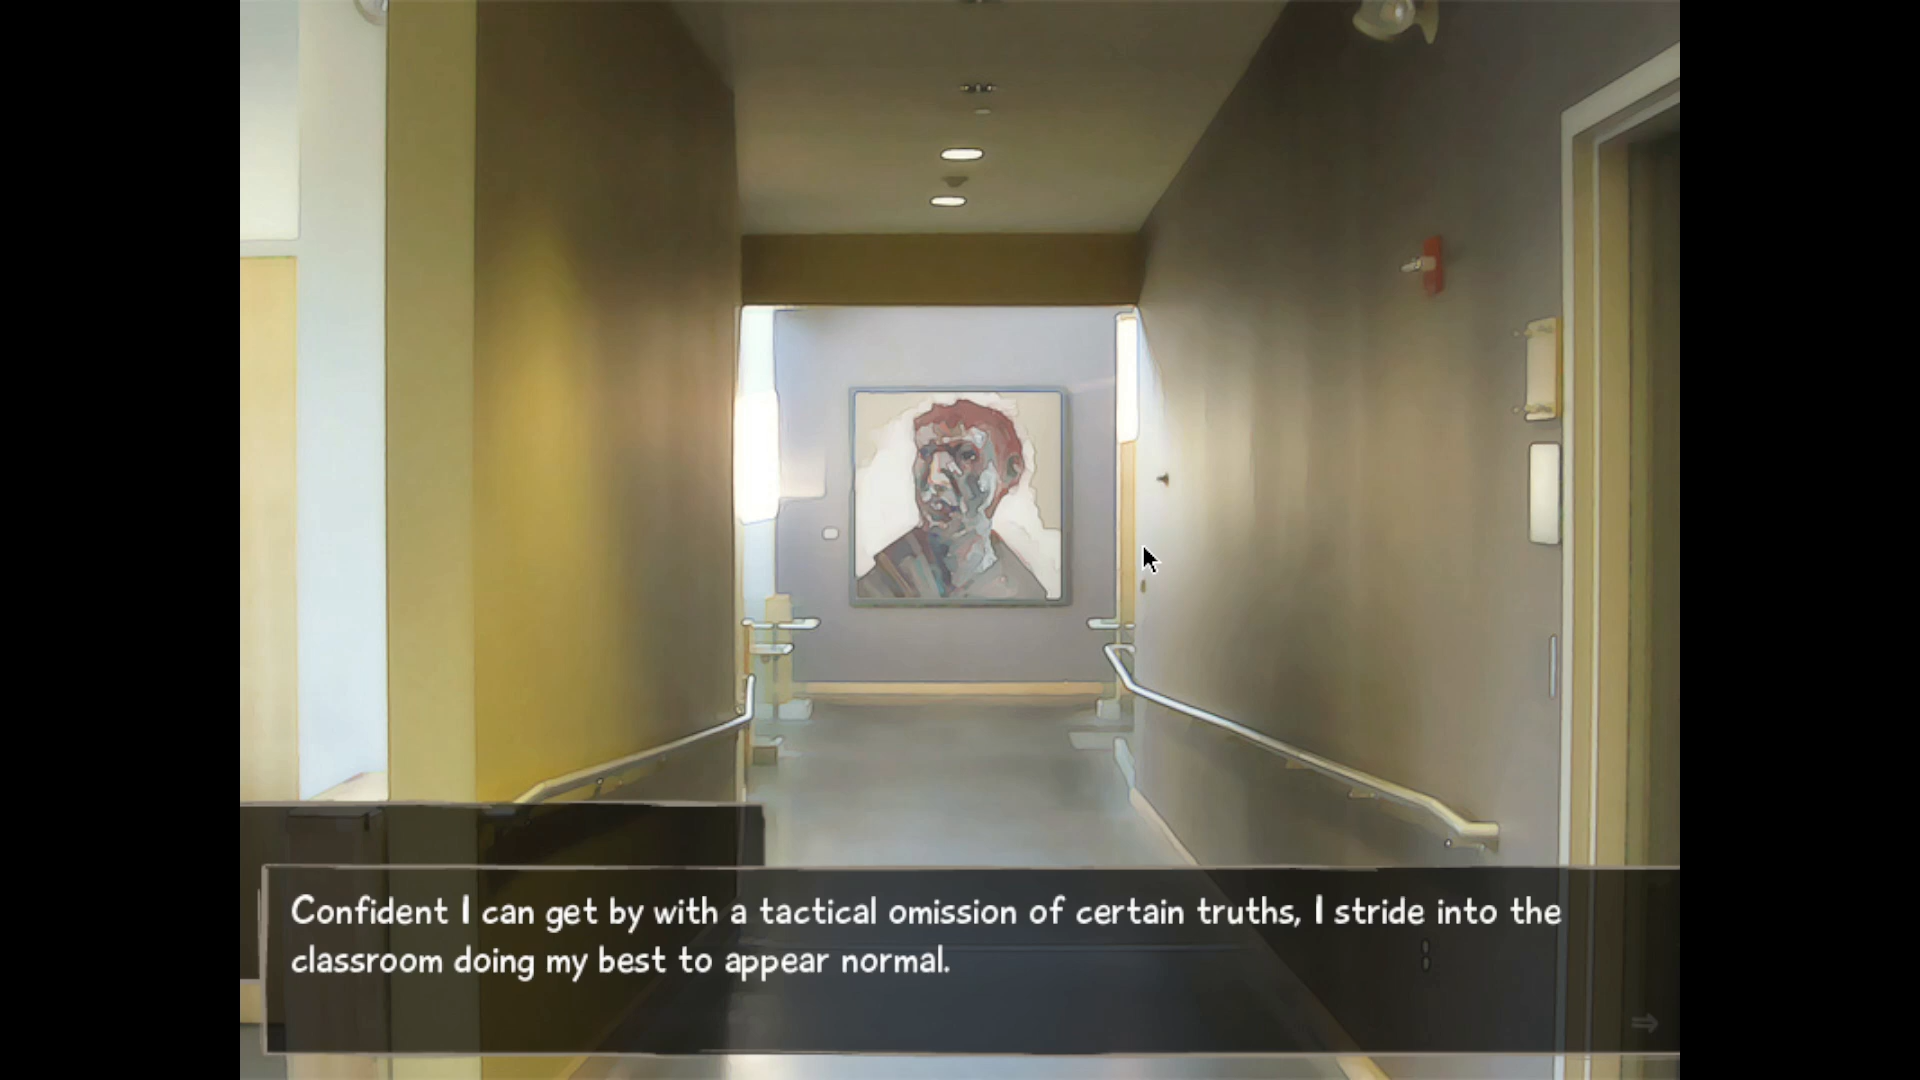 Confident I can get by with a tactical omission of certain truths, I stride into the
classroom doing my best to appear normal.